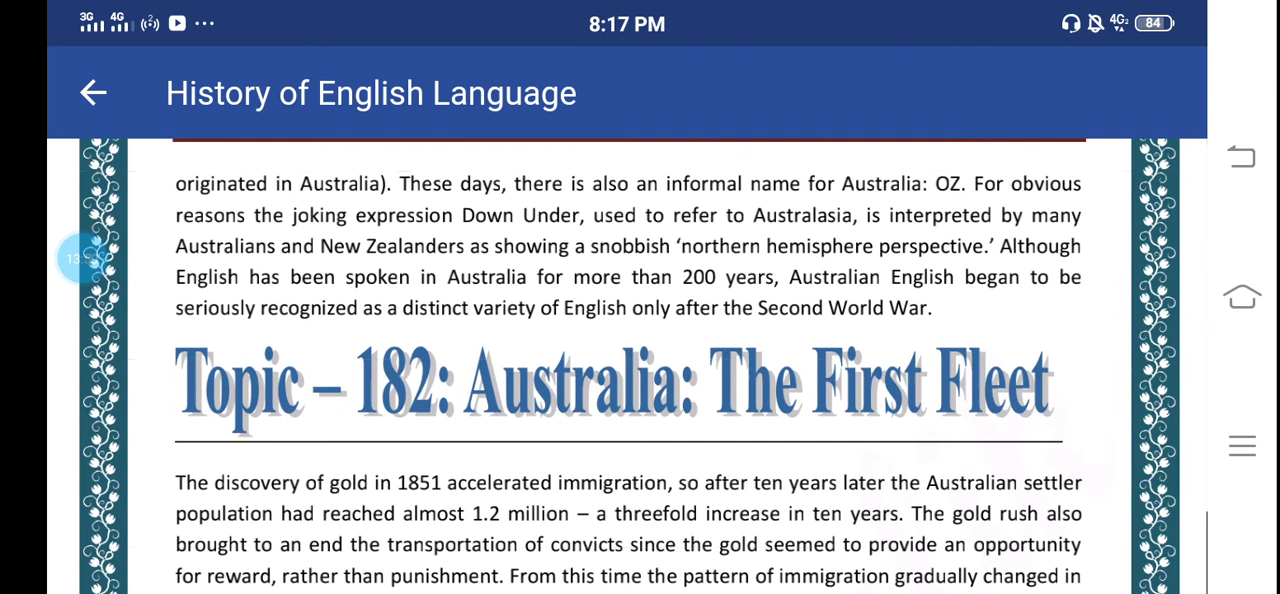 3G 4G 8:17 PM 4G2 84
History of English Language
originated in Australia). These days, there is also an informal name for Australia: OZ. For obvious
reasons the joking expression Down Under, used to refer to Australasia, is interpreted by many
Australians and New Zealanders as showing a snobbish ‘northern hemisphere perspective.’ Although
English has been spoken in Australia for more than 200 years, Australian English began to be
seriously recognized as a distinct variety of English only after the Second World War.
Topic – 182: Australia: The First Fleet
The discovery of gold in 1851 accelerated immigration, so after ten years later the Australian settler
population had reached almost 1.2 million – a threefold increase in ten years. The gold rush also
brought to an end the transportation of convicts since the gold seemed to provide an opportunity
for reward, rather than punishment. From this time the pattern of immigration gradually changed in